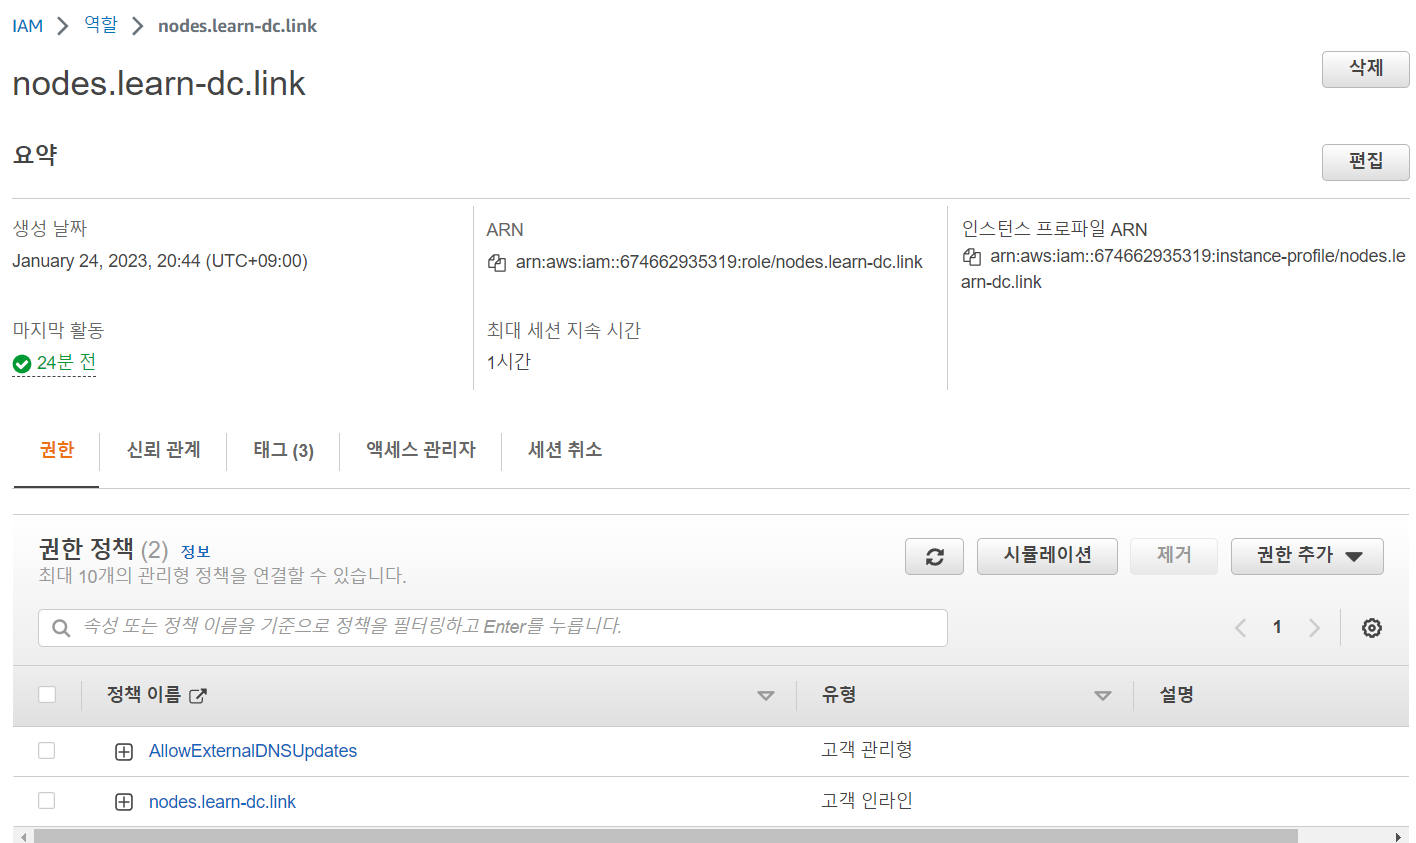 IAM > 역할 > nodes.learn-dc.link
nodes.learn-dc.link
삭제
요약
편집
생성 날짜
January 24, 2023, 20:44 (UTC+09:00)
ARN
arn:aws:iam::674662935319:role/nodes.learn-dc.link
인스턴스 프로파일 ARN
arn:aws:iam::674662935319:instance-profile/nodes.le
arn-dc.link
마지막 활동
24분 전
최대 세션 지속 시간
1시간
권한 신뢰 관계 태그 (3) 액세스 관리자 세션 취소
권한 정책 (2) 정보
최대 10개의 관리형 정책을 연결할 수 있습니다.
시뮬레이션 제거 권한 추가
속성 또는 정책 이름을 기준으로 정책을 필터링하고 Enter를 누릅니다.
1
정책 이름 유형 설명
AllowExternalDNSUpdates 고객 관리형
nodes.learn-dc.link 고객 인라인